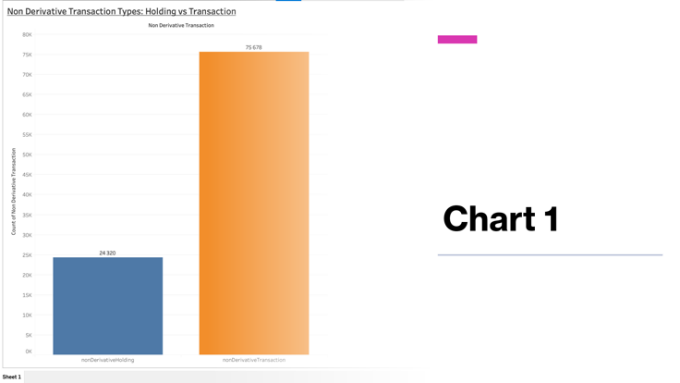 Non Derivative Transaction Types: Holding vs Transaction
Non Derivative Transaction
80K
75K
70K
65K
60K
55K
50K
45K
40K
35K
30K
25K
20K
15K
10K
5K
0K
Count of Non Derivative Transaction
24.320
75.678
nonDerivativeHolding
nonDerivativeTransaction
Sheet 1
Chart 1